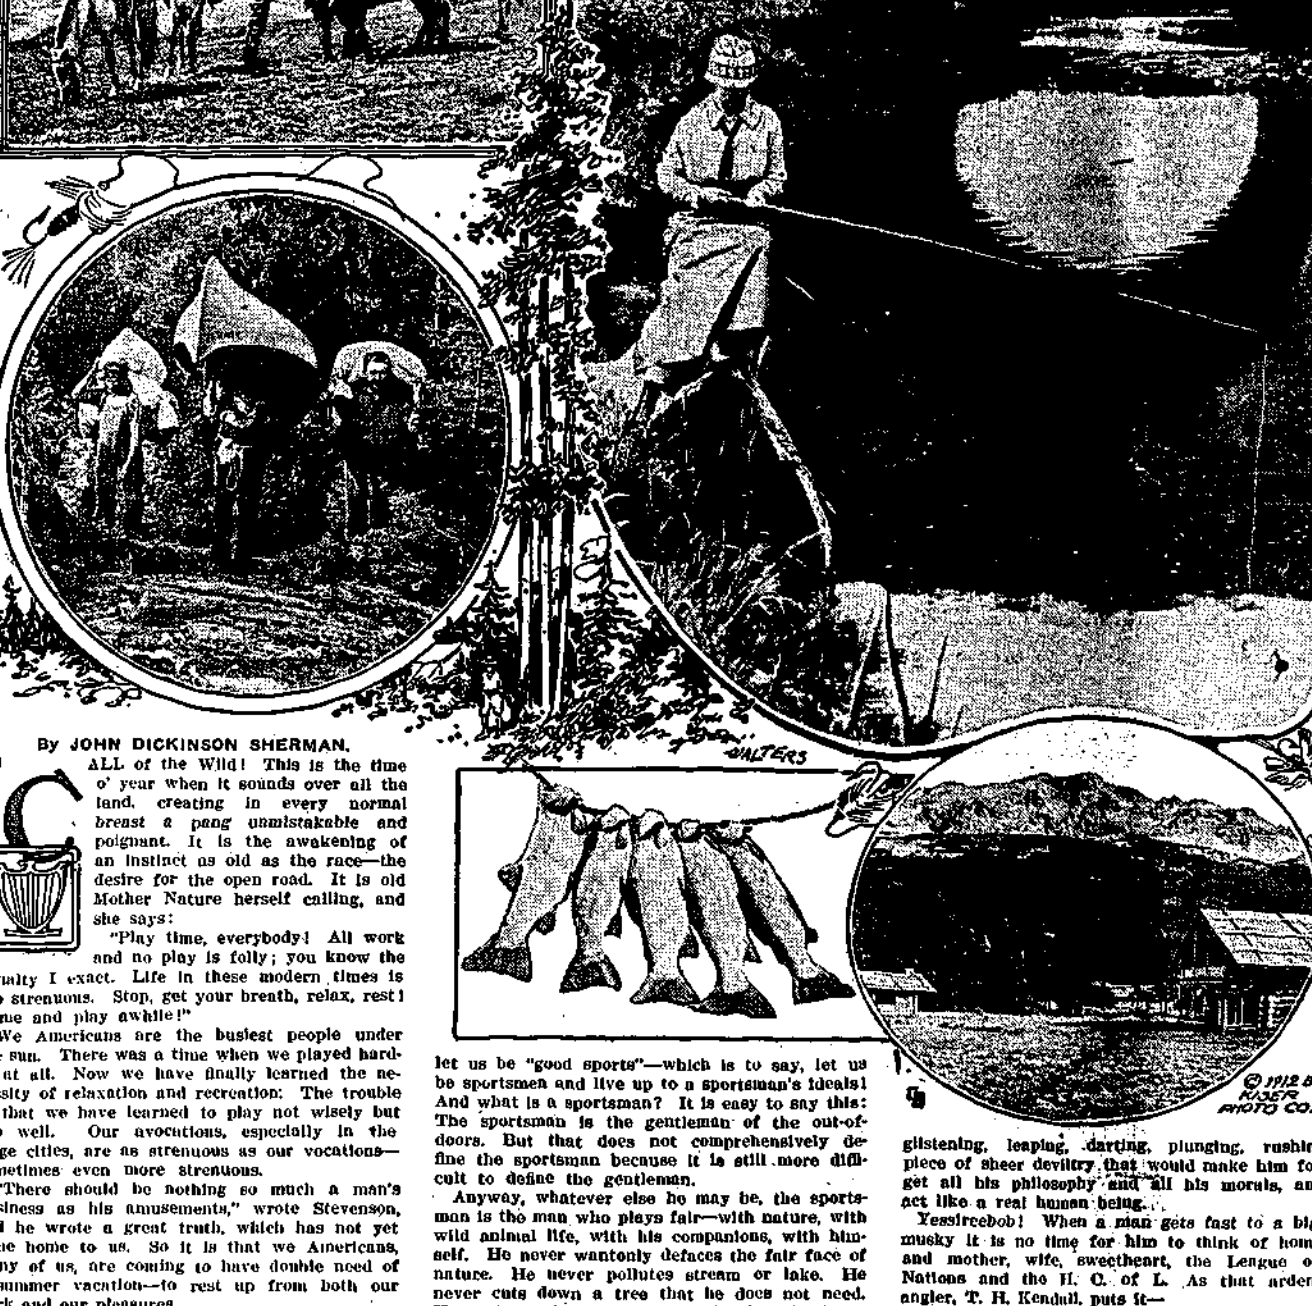 By JOHN DICKINSON SHERMAN.
CALL of the Wild! This is the time
o' year when it sounds over all the
land, creating in every normal
breast a pang unmistakable and
poignant. It is the awakening of
an instinct as old as the race—the
desire for the open road. It is old
Mother Nature herself calling, and
she says:
"Play time, everybody! All work
and no play is folly; you know the
I exact. Life in these modern times is
strenuous. Stop, get your breath, relax, rest!
and play awhile!"
We Americans are the busiest people under
sun. There was a time when we played hard-
at all. Now we have finally learned the ne-
sity of relaxation and recreation: The trouble
that we have learned to play not wisely but
well. Our avocations, especially in the
ge cities, are as strenuous as our vocations—
metimes even more strenuous.
"There should be nothing so much a man's
siness as his amusements," wrote Stevenson,
he wrote a great truth, which has not yet
home to us. So it is that we Americans,
ny of us, are coming to have double need of
summer vacation—to rest up from both our
rk and our pleasures.
WALTERS
let us be "good sports"—which is to say, let us
be sportsmen and live up to a sportsman's ideals!
And what is a sportsman? It is easy to say this:
The sportsman is the gentleman of the out-of-
doors. But that does not comprehensively de-
fine the sportsman because it is still more diffi-
cult to define the gentleman.
Anyway, whatever else he may be, the sports-
man is the man who plays fair—with nature, with
wild animal life, with his companions, with him-
self. He never wantonly defaces the fair face of
nature. He never pollutes stream or lake. He
never cuts down a tree that he does not need.
© 1912
KISER
PHOTO CO.
glistening, leaping, darting, plunging, rushin
piece of sheer deviltry that would make him fo
get all his philosophy and all his morals, an
act like a real human being.
Yessireebob! When a man gets fast to a big
musky it is no time for him to think of hom
and mother, wife, sweetheart, the League o
Nations and the H. C. of L. As that arden
angler, T. H. Kendall, puts it—